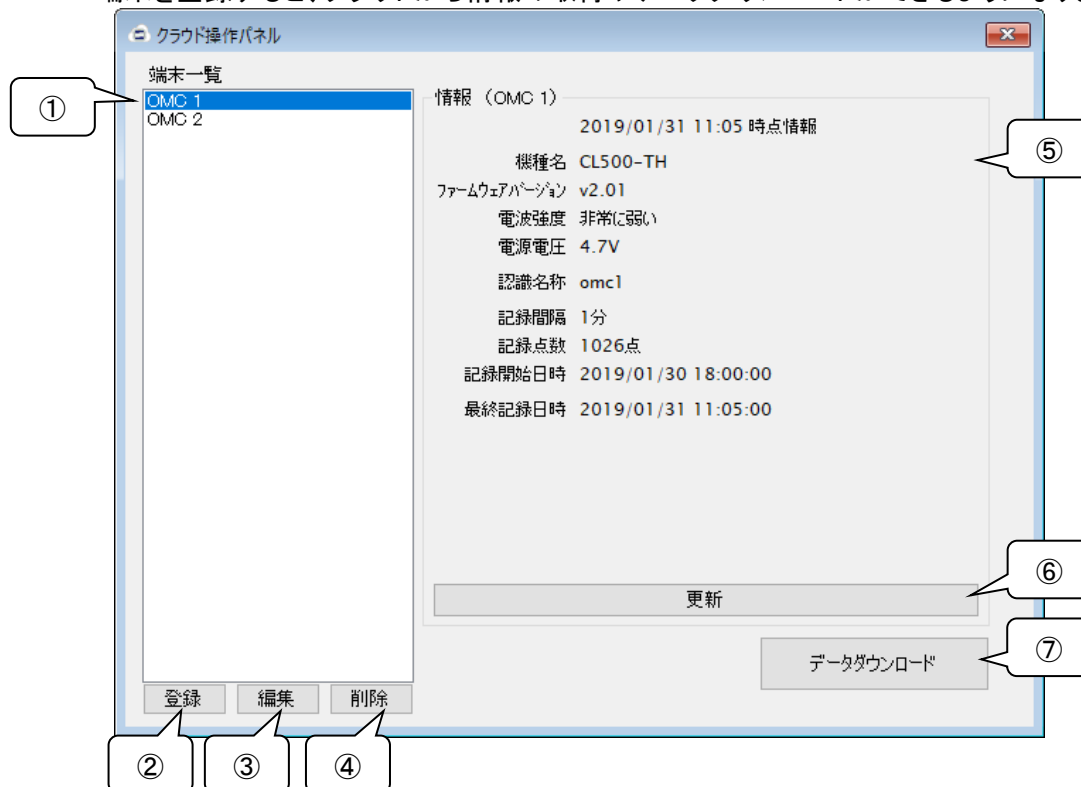 クラウド操作パネル
端末一覧
①
OMC 1
OMC 2
情報 (OMC 1)
2019/01/31 11:05 時点情報
⑤
機種名 CL500-TH
ファームウェアバージョン v2.01
電波強度 非常に弱い
電源電圧 4.7V
認識名称 omc1
記録間隔 1分
記録点数 1026点
記録開始日時 2019/01/30 18:00:00
最終記録日時 2019/01/31 11:05:00
更新
⑥
データダウンロード
⑦
登録 編集 削除
② ③ ④